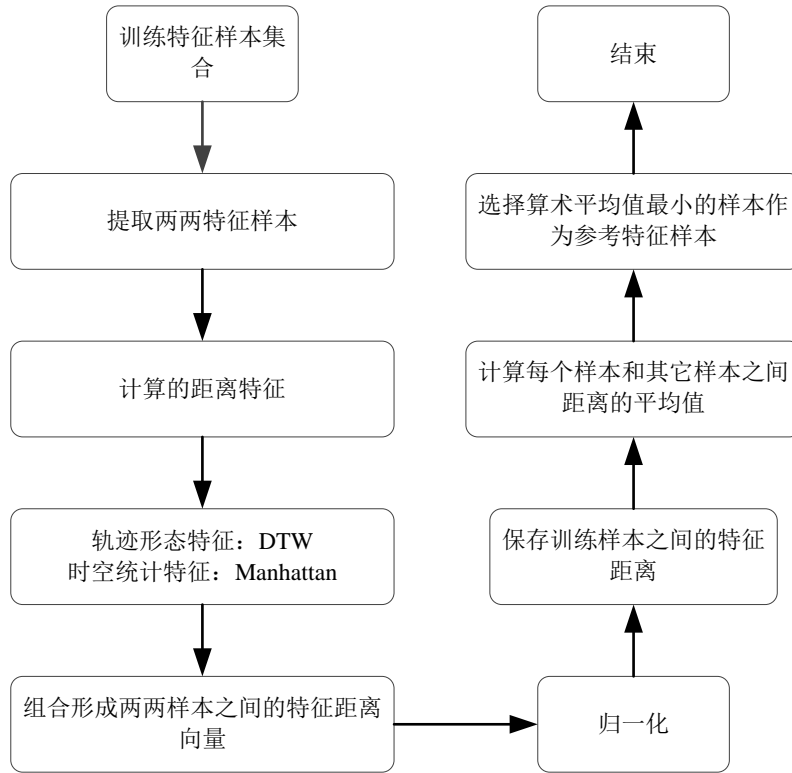 训练特征样本集
合
提取两两特征样本
计算的距离特征
轨迹形态特征：DTW
时空统计特征：Manhattan
组合形成两两样本之间的特征距离
向量
归一化
保存训练样本之间的特征
距离
计算每个样本和其它样本之间
距离的平均值
选择算术平均值最小的样本作
为参考特征样本
结束